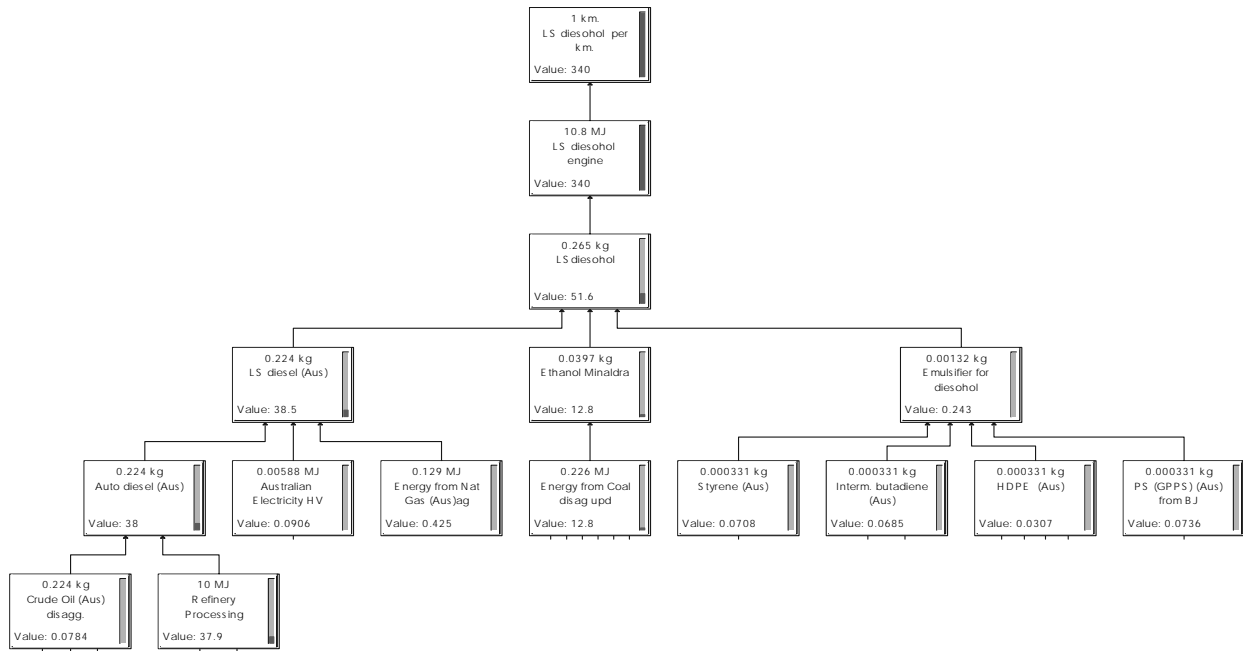 1 km.
LS diesohol per
km.
Value: 340
10.8 MJ
LS diesohol
engine
Value: 340
0.265 kg
LS diesohol
Value: 51.6
0.224 kg
LS diesel (Aus)
Value: 38.5
0.0397 kg
Ethanol Minaldra
Value: 12.8
0.00132 kg
Emulsifier for
diesohol
Value: 0.243
0.224 kg
Auto diesel (Aus)
Value: 38
0.00588 MJ
Australian
Electricity HV
Value: 0.0906
0.129 MJ
Energy from Nat
Gas (Aus)ag
Value: 0.425
0.226 MJ
Energy from Coal
disag upd
Value: 12.8
0.000331 kg
Styrene (Aus)
Value: 0.0708
0.000331 kg
Interm. butadiene
(Aus)
Value: 0.0685
0.000331 kg
HDPE (Aus)
Value: 0.0307
0.000331 kg
PS (GPPS) (Aus)
from BJ
Value: 0.0736
0.224 kg
Crude Oil (Aus)
disagg.
Value: 0.0784
10 MJ
Refinery
Processing
Value: 37.9